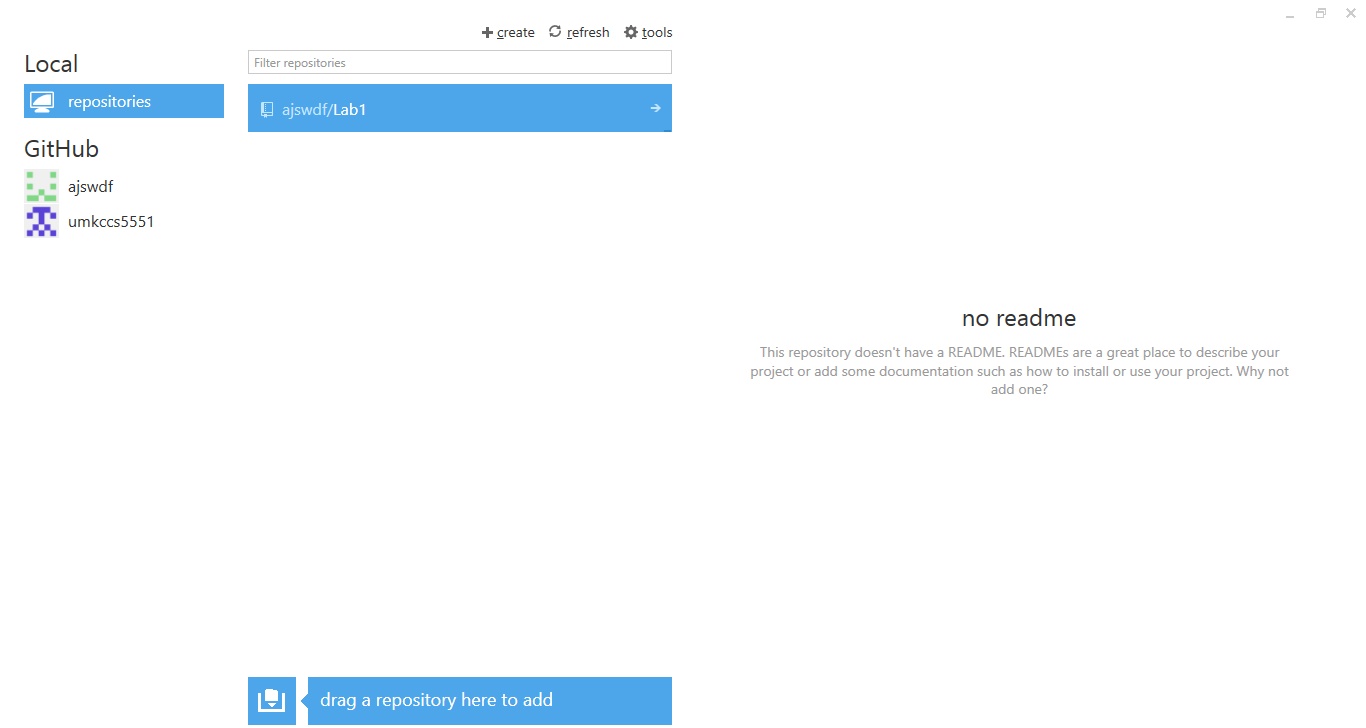 create refresh tools
Local
Filter repositories
repositories
ajswdf/Lab1
GitHub
ajswdf
umkccs5551
no readme
This repository doesn't have a README. READMEs are a great place to describe your
project or add some documentation such as how to install or use your project. Why not
add one?
drag a repository here to add